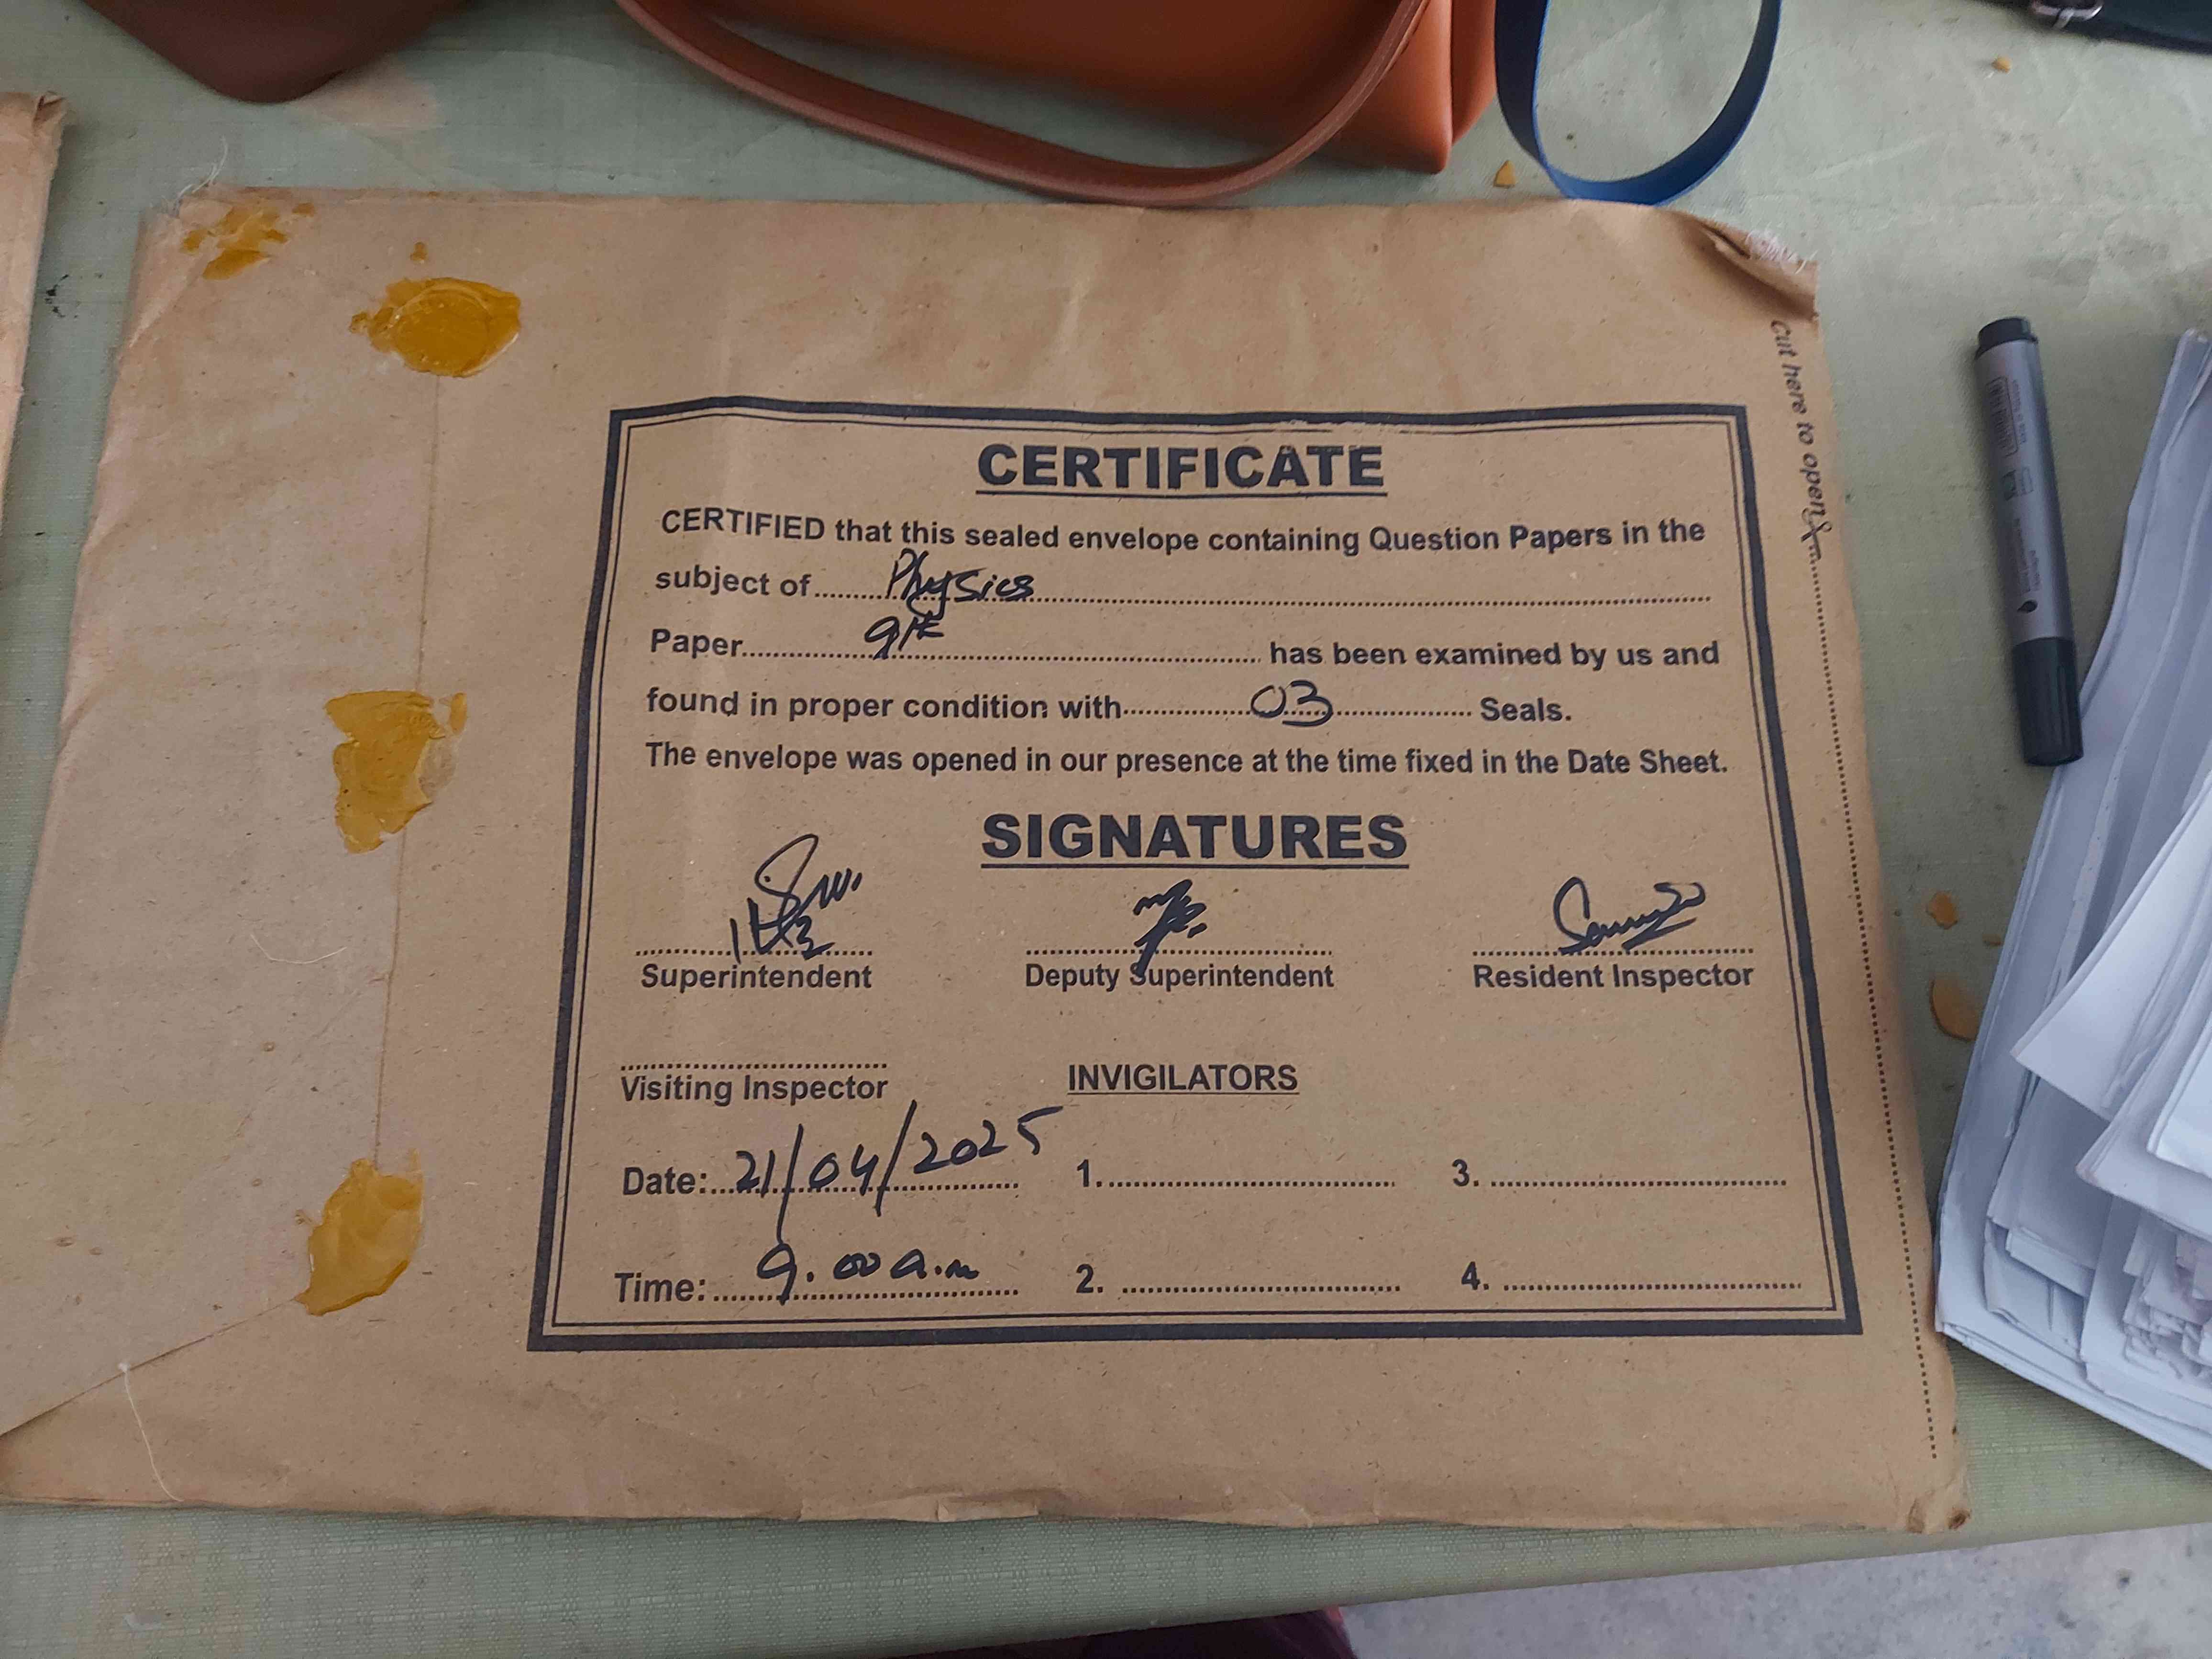 CERTIFICATE
CERTIFIED that this sealed envelope containing Question Papers in the
subject of Physics
Paper 9th has been examined by us and
found in proper condition with 03 Seals.
The envelope was opened in our presence at the time fixed in the Date Sheet.
SIGNATURES
Superintendent Deputy Superintendent Resident Inspector
Visiting Inspector INVIGILATORS
Date: 21/04/2025 1. 3.
Time: 9.00 a.m 2. 4.
Cut here to open